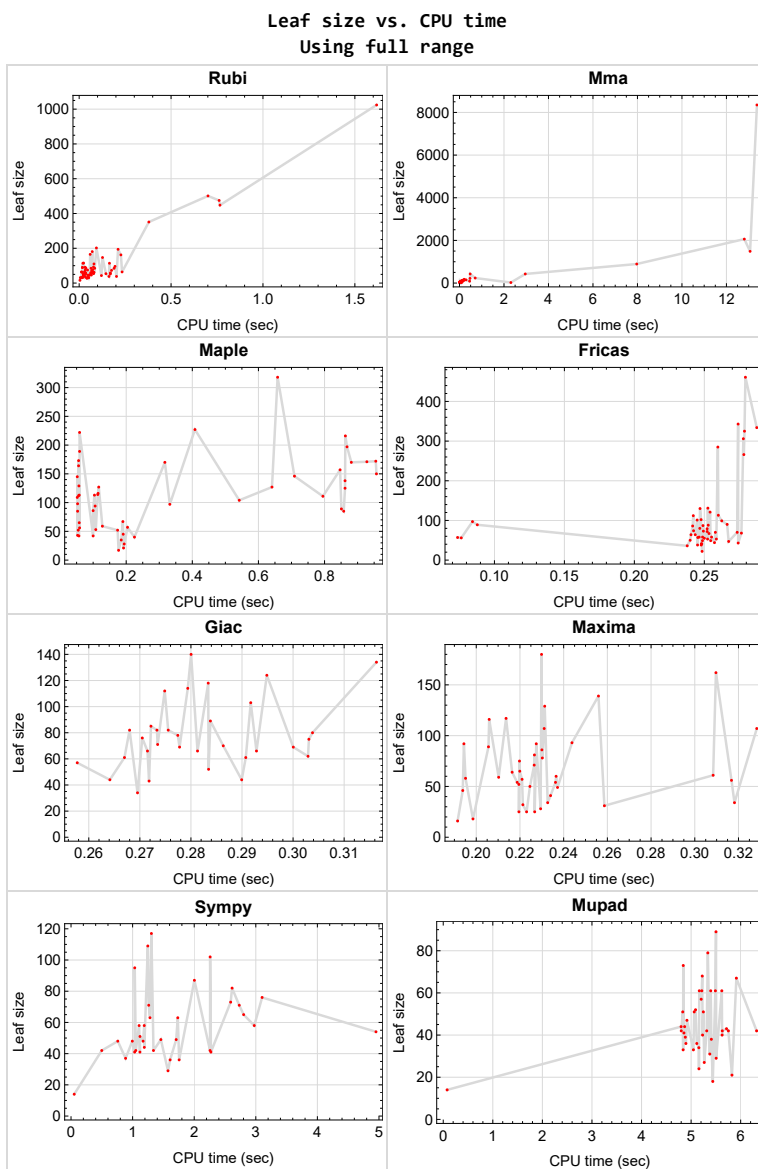 Leaf size vs. CPU time
Using full range
Rubi
Mma
1000
800
600
400
200
0
Leaf size
0.0 0.5 1.0 1.5
CPU time (sec)
8000
6000
4000
2000
0
Leaf size
0 2 4 6 8 10 12
CPU time (sec)
Maple
Fricas
300
250
200
150
100
50
0
Leaf size
0.2 0.4 0.6 0.8
CPU time (sec)
400
300
200
100
0
Leaf size
0.10 0.15 0.20 0.25
CPU time (sec)
Giac
Maxima
140
120
100
80
60
40
20
0
Leaf size
0.26 0.27 0.28 0.29 0.30 0.31
CPU time (sec)
150
100
50
0
Leaf size
0.20 0.22 0.24 0.26 0.28 0.30 0.32
CPU time (sec)
Sympy
Mupad
120
100
80
60
40
20
0
Leaf size
0 1 2 3 4 5
CPU time (sec)
80
60
40
20
0
Leaf size
0 1 2 3 4 5 6
CPU time (sec)